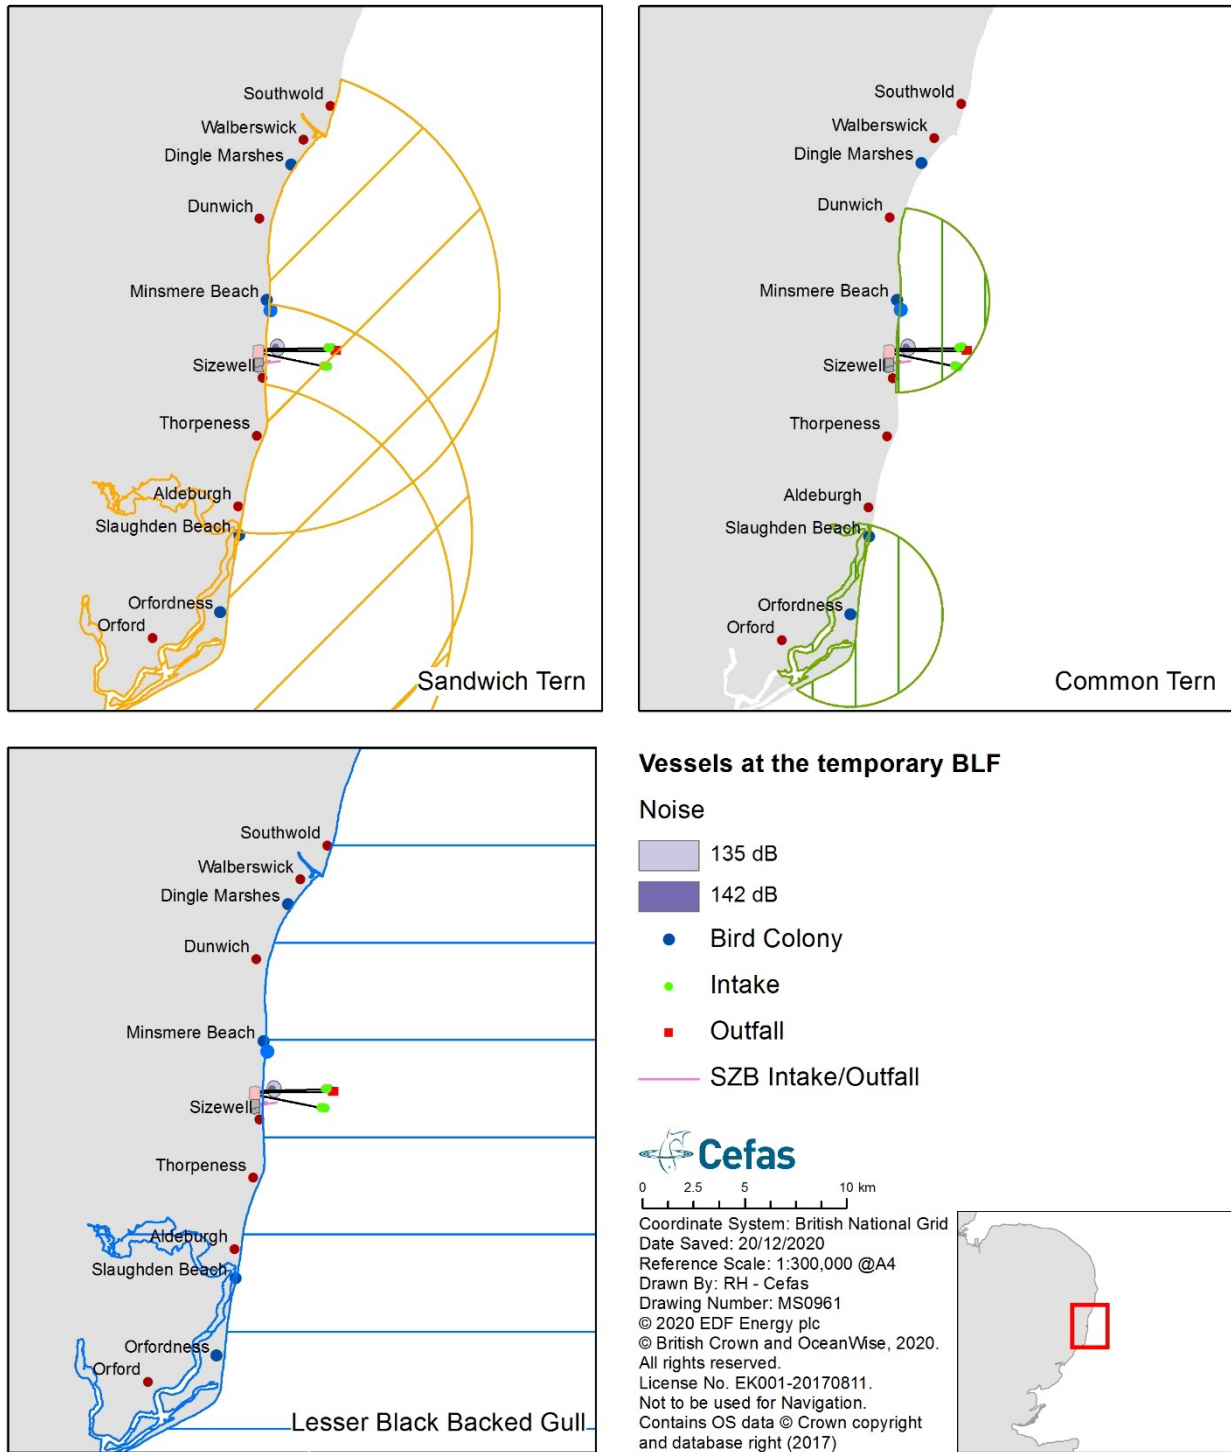 Southwold
Walberswick
Dingle Marshes
Dunwich
Minsmere Beach
Sizewell
Thorpeness
Aldeburgh
Slaughden Beach
Orfordness
Orford
Sandwich Tern
Southwold
Walberswick
Dingle Marshes
Dunwich
Minsmere Beach
Sizewell
Thorpeness
Aldeburgh
Slaughden Beach
Orfordness
Orford
Common Tern
Southwold
Walberswick
Dingle Marshes
Dunwich
Minsmere Beach
Sizewell
Thorpeness
Aldeburgh
Slaughden Beach
Orfordness
Orford
Lesser Black Backed Gull
Vessels at the temporary BLF
Noise
135 dB
142 dB
Bird Colony
Intake
Outfall
SZB Intake/Outfall
Cefas
0 2.5 5 10 km
Coordinate System: British National Grid
Date Saved: 20/12/2020
Reference Scale: 1:300,000 @A4
Drawn By: RH - Cefas
Drawing Number: MS0961
© 2020 EDF Energy plc
© British Crown and OceanWise, 2020.
All rights reserved.
License No. EK001-20170811.
Not to be used for Navigation.
Contains OS data © Crown copyright
and database right (2017)